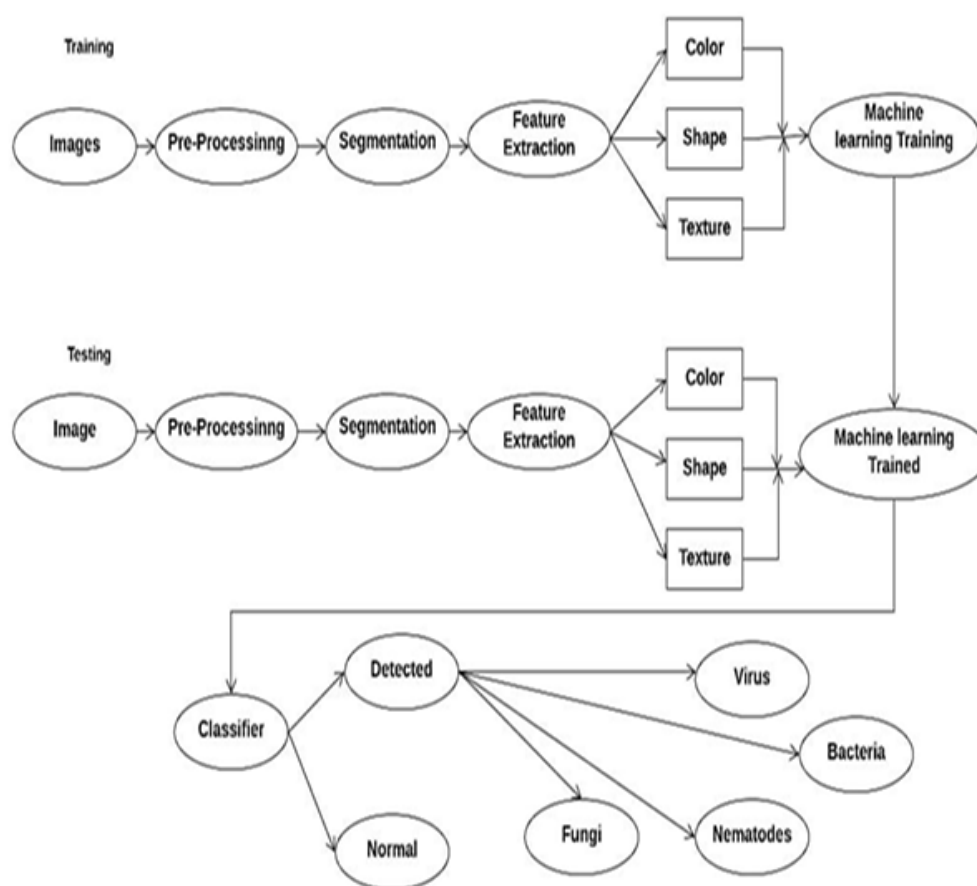 Training
Images
Pre-Processinng
Segmentation
Feature
Extraction
Color
Shape
Texture
Machine
learning Training
Testing
Image
Pre-Processinng
Segmentation
Feature
Extraction
Color
Shape
Texture
Machine learning
Trained
Classifier
Detected
Normal
Virus
Bacteria
Fungi
Nematodes